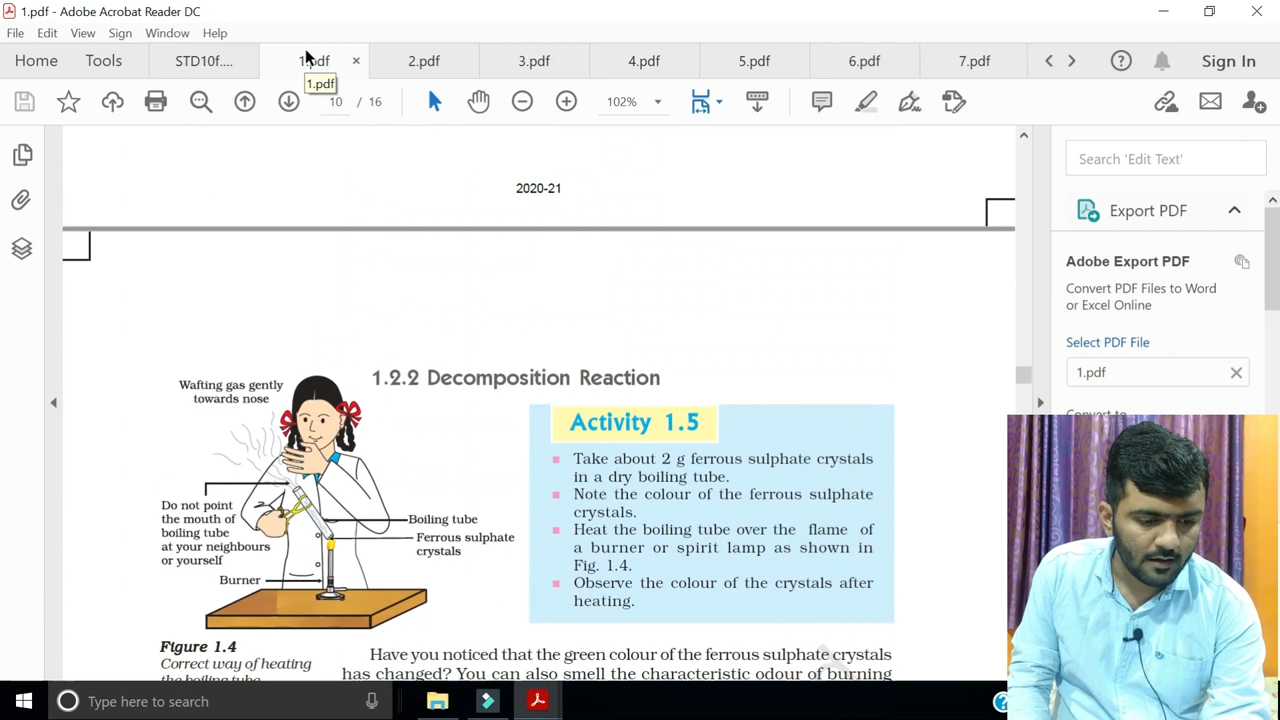 1.pdf - Adobe Acrobat Reader DC
File Edit View Sign Window Help
Home Tools STD10f.... 1.pdf × 2.pdf 3.pdf 4.pdf 5.pdf 6.pdf 7.pdf Sign In
1.pdf
10 / 16 102%
2020-21
1.2.2 Decomposition Reaction
Wafting gas gently
towards nose
Do not point
the mouth of
boiling tube
at your neighbours
or yourself
Boiling tube
Ferrous sulphate
crystals
Burner
Figure 1.4
Correct way of heating
the boiling tube
Activity 1.5
Take about 2 g ferrous sulphate crystals
in a dry boiling tube.
Note the colour of the ferrous sulphate
crystals.
Heat the boiling tube over the flame of
a burner or spirit lamp as shown in
Fig. 1.4.
Observe the colour of the crystals after
heating.
Have you noticed that the green colour of the ferrous sulphate crystals
has changed? You can also smell the characteristic odour of burning
Search 'Edit Text'
Export PDF
Adobe Export PDF
Convert PDF Files to Word
or Excel Online
Select PDF File
1.pdf
Convert to
Type here to search